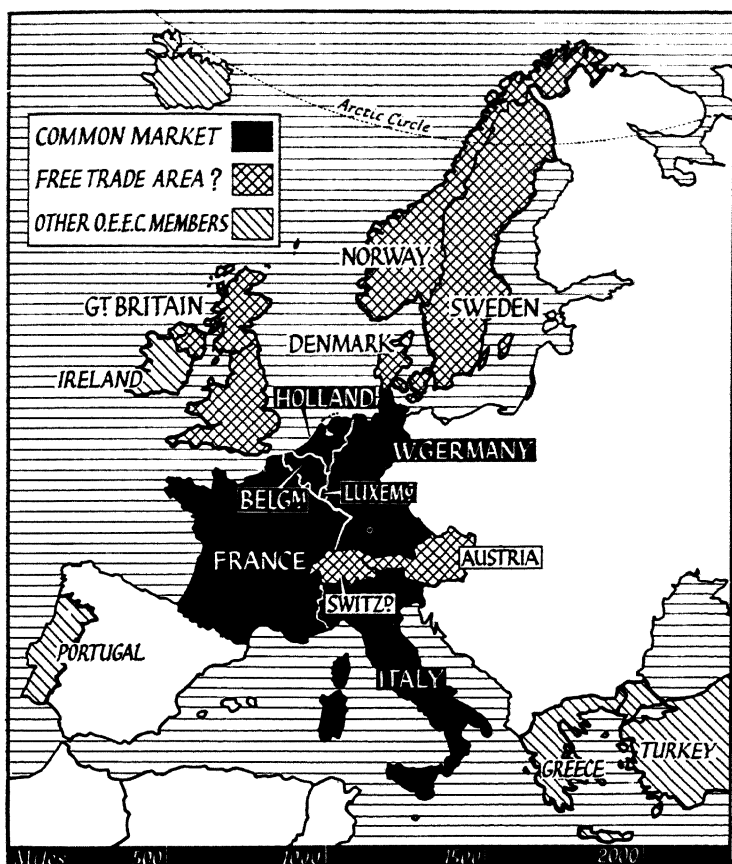 Arctic Circle
COMMON MARKET
FREE TRADE AREA ?
OTHER O.E.E.C. MEMBERS
NORWAY
GT. BRITAIN
SWEDEN
DENMARK
IRELAND
HOLLAND
W. GERMANY
BELGM.
LUXEMG.
FRANCE
AUSTRIA
SWITZD.
PORTUGAL
ITALY
GREECE
TURKEY
Miles 500 1000 1500 2000